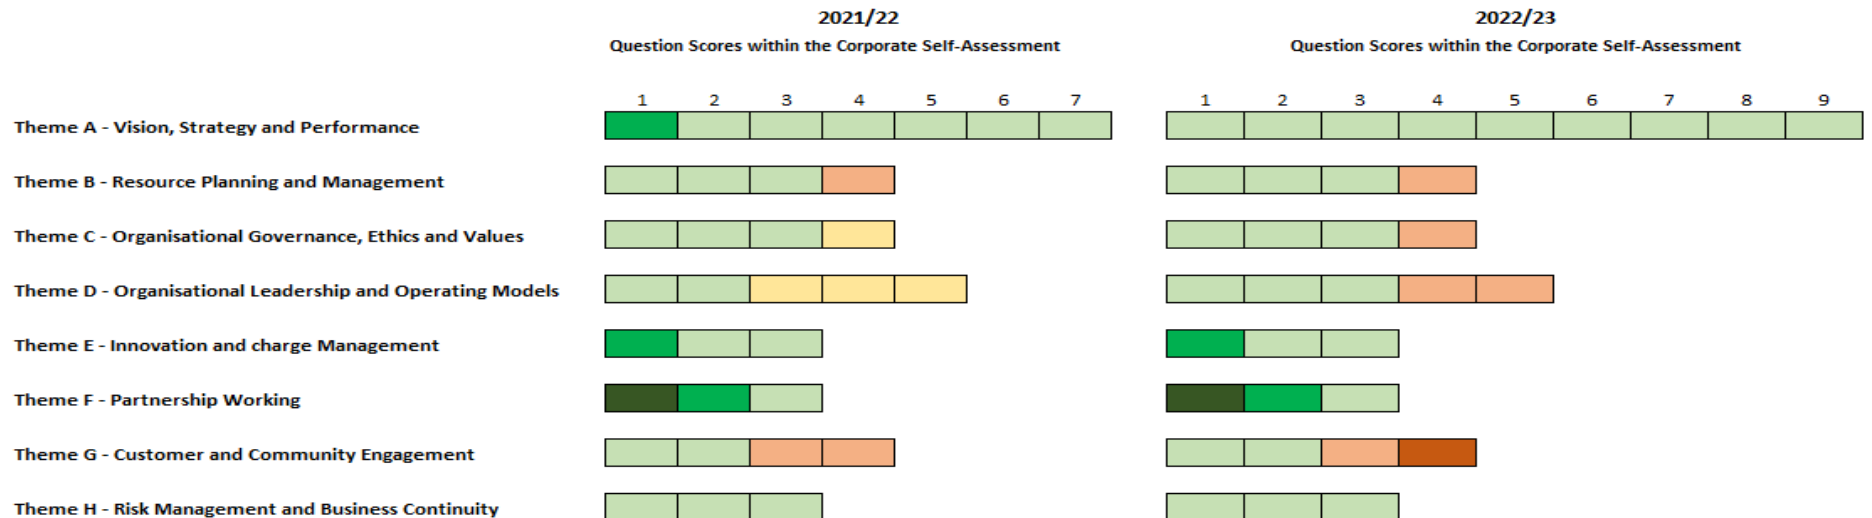 2021/22
Question Scores within the Corporate Self-Assessment
2022/23
Question Scores within the Corporate Self-Assessment
1 2 3 4 5 6 7
1 2 3 4 5 6 7 8 9
Theme A - Vision, Strategy and Performance
Theme B - Resource Planning and Management
Theme C - Organisational Governance, Ethics and Values
Theme D - Organisational Leadership and Operating Models
Theme E - Innovation and charge Management
Theme F - Partnership Working
Theme G - Customer and Community Engagement
Theme H - Risk Management and Business Continuity